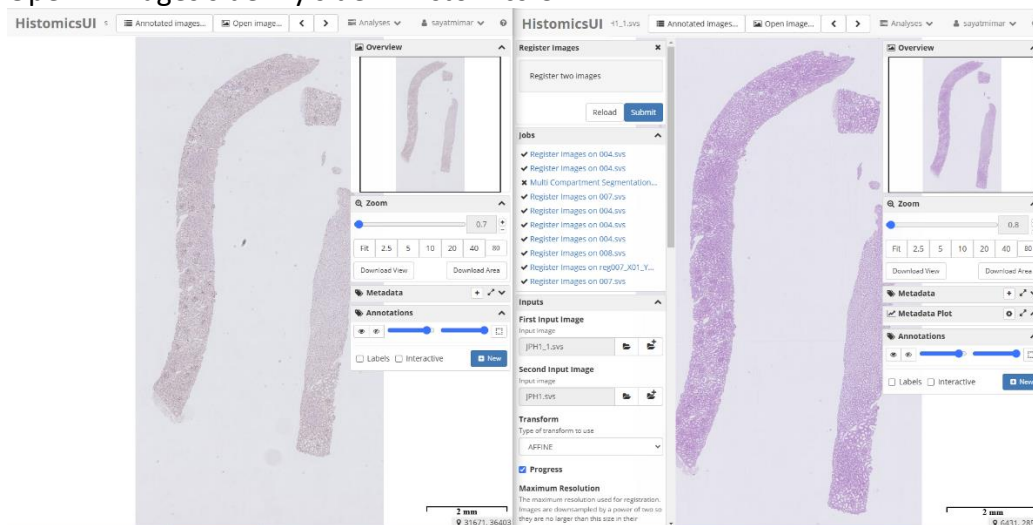 HistomicsUI
Annotated images...
Open image...
Analyses
sayatmimar
Overview
Zoom
0.7
Fit 2.5 5 10 20 40 80
Download View Download Area
Metadata
Annotations
Labels Interactive
New
2 mm
31671, 36403
HistomicsUI
Annotated images...
Open image...
Analyses
sayatmimar
Register Images
Register two images
Reload Submit
Jobs
Register Images on 004.svs
Register Images on 004.svs
Multi Compartment Segmentation...
Register Images on 007.svs
Register Images on 004.svs
Register Images on 004.svs
Register Images on 004.svs
Register Images on 008.svs
Register Images on reg007_X01_Y...
Register Images on 007.svs
Inputs
First Input Image
Input image
JPH1_1.svs
Second Input Image
Input image
JPH1.svs
Transform
Type of transform to use
AFFINE
Progress
Maximum Resolution
The maximum resolution used for registration.
Images are downsampled by a power of two so
they are no larger than this size in their
Overview
Zoom
0.8
Fit 2.5 5 10 20 40 80
Download View Download Area
Metadata
Metadata Plot
Annotations
Labels Interactive
New
2 mm